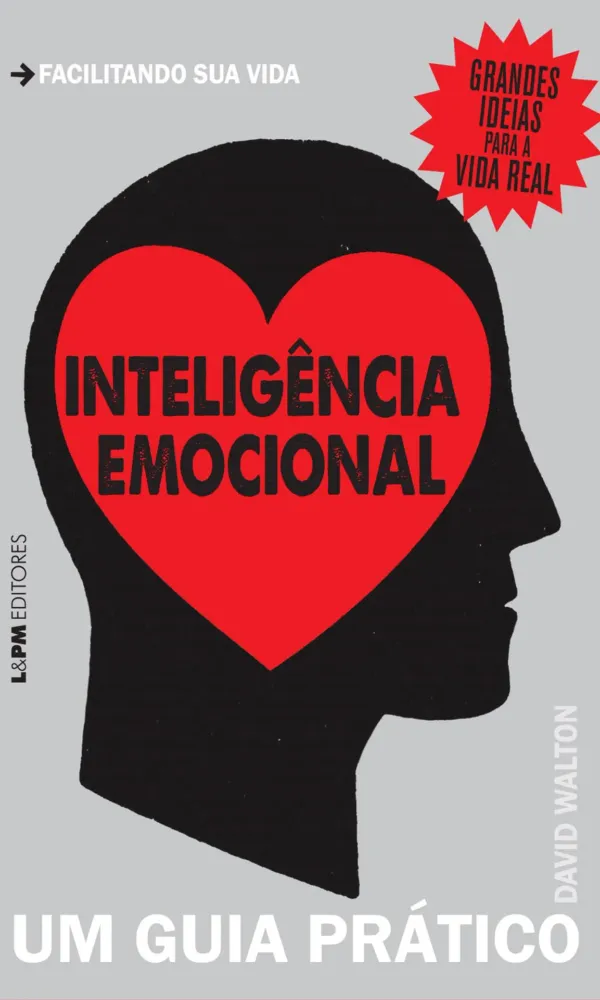 → FACILITANDO SUA VIDA
GRANDES
IDEIAS
PARA A
VIDA REAL
INTELIGÊNCIA
EMOCIONAL
L&PM EDITORES
DAVID WALTON
UM GUIA PRÁTICO